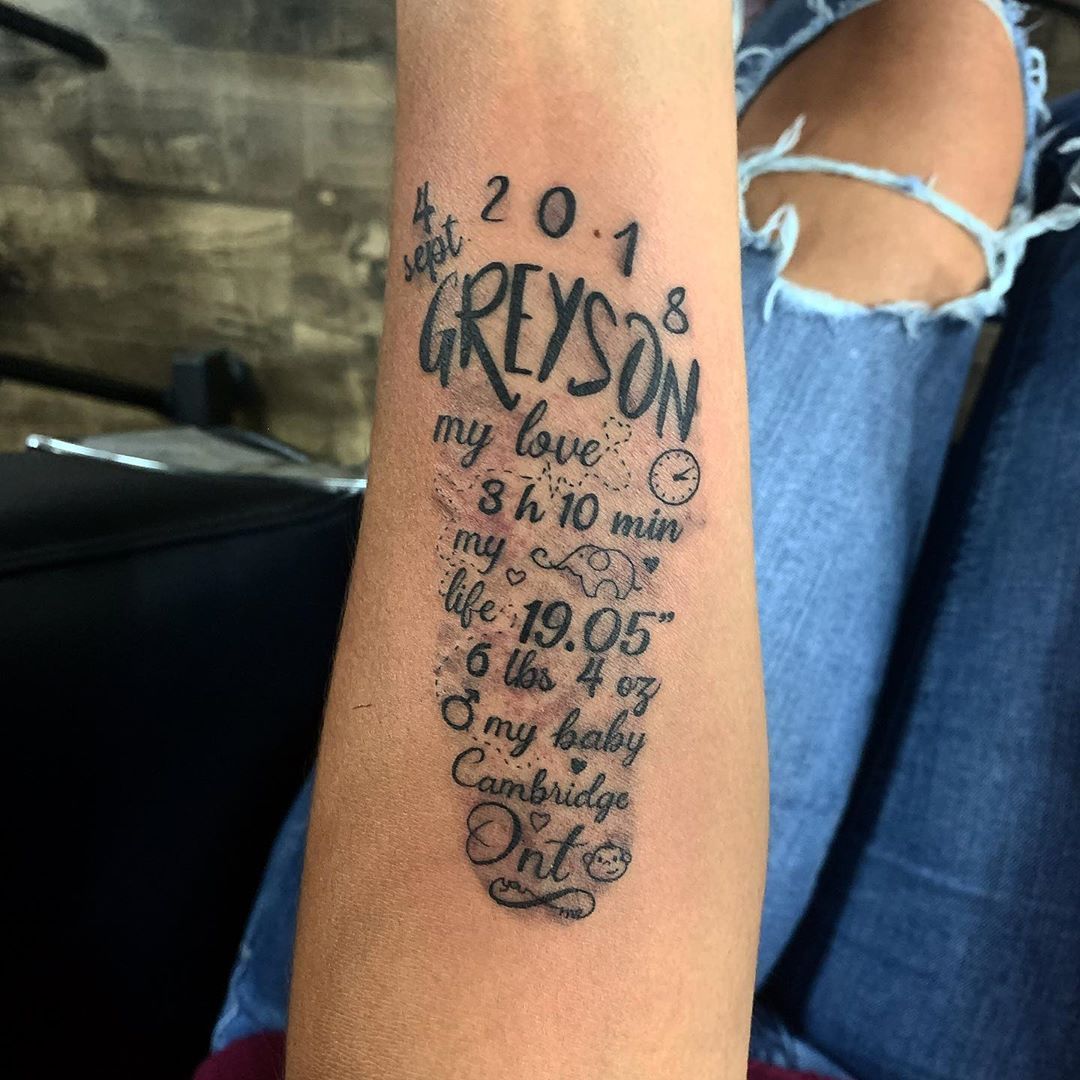 4 2 0 1 8
sept
GREYSON
my love
8 h 10 min
my
life 19.05”
6 lbs 4 oz
♂ my baby
Cambridge
Ont